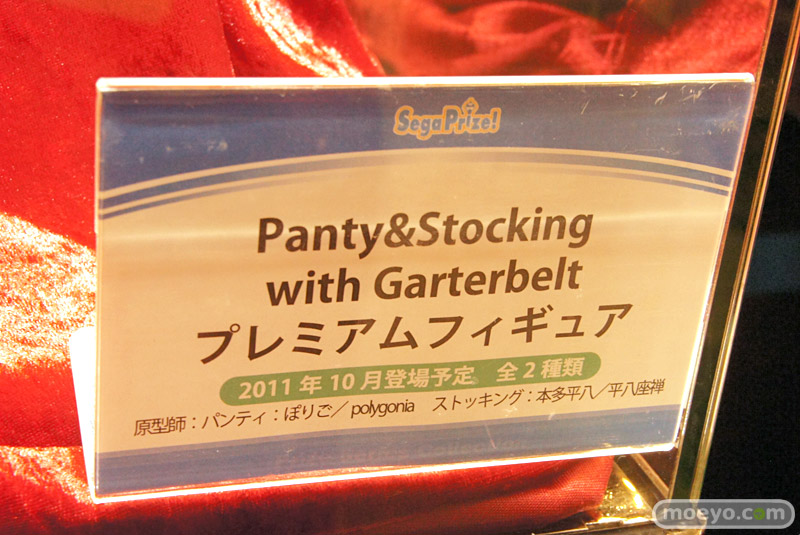 SegaPrize!
Panty&Stocking
with Garterbelt
プレミアムフィギュア
2011年10月登場予定　全2種類
原型師：パンティ：ぽりご／polygonia　ストッキング：本多平八／平八座禅
moeyo.com